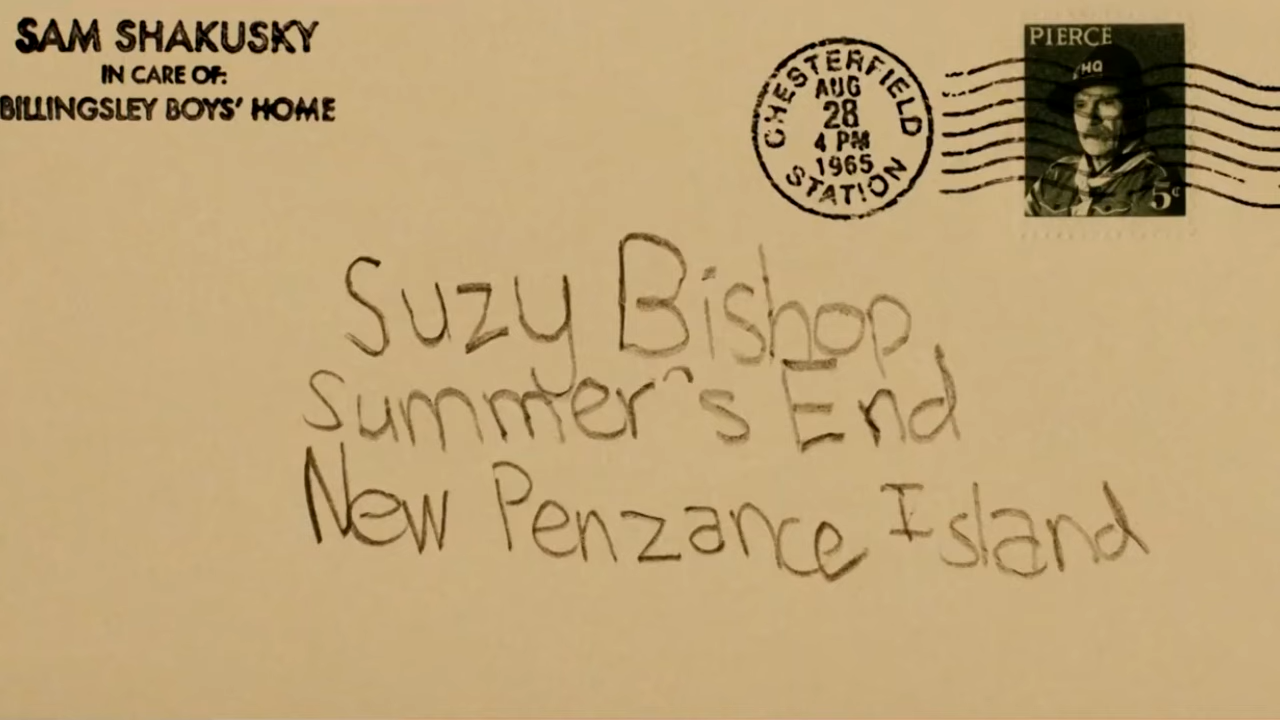 SAM SHAKUSKY
IN CARE OF:
BILLINGSLEY BOYS' HOME
CHESTERFIELD
AUG
28
4 PM
1965
STATION
PIERCE
HQ
5¢
Suzy Bishop
Summer's End
New Penzance Island